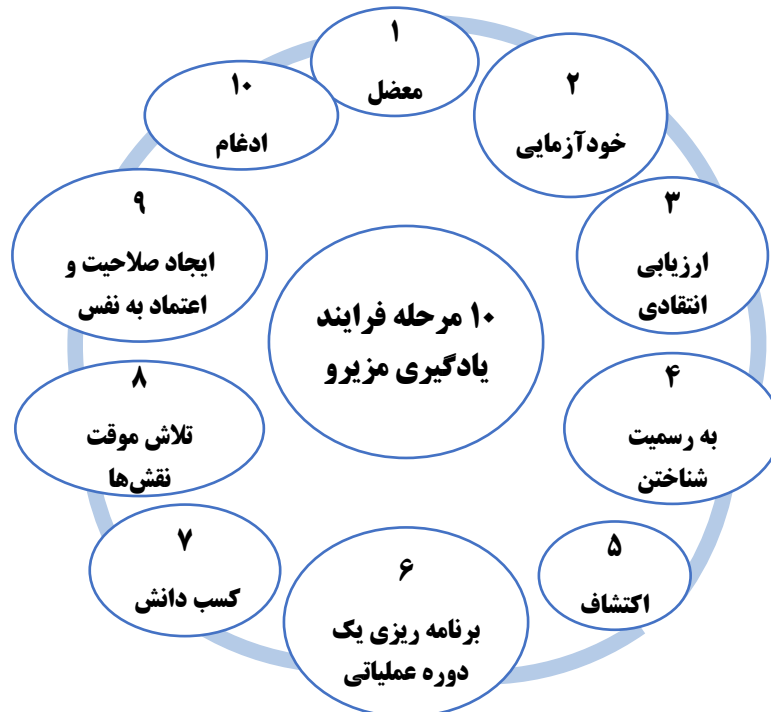 ۱۰ مرحله فرایند
یادگیری مزیرو
۱
معضل
۲
خودآزمایی
۳
ارزیابی
انتقادی
۴
به رسمیت
شناختن
۵
اکتشاف
۶
برنامه ریزی یک
دوره عملیاتی
۷
کسب دانش
۸
تلاش موقت
نقش‌ها
۹
ایجاد صلاحیت و
اعتماد به نفس
۱۰
ادغام